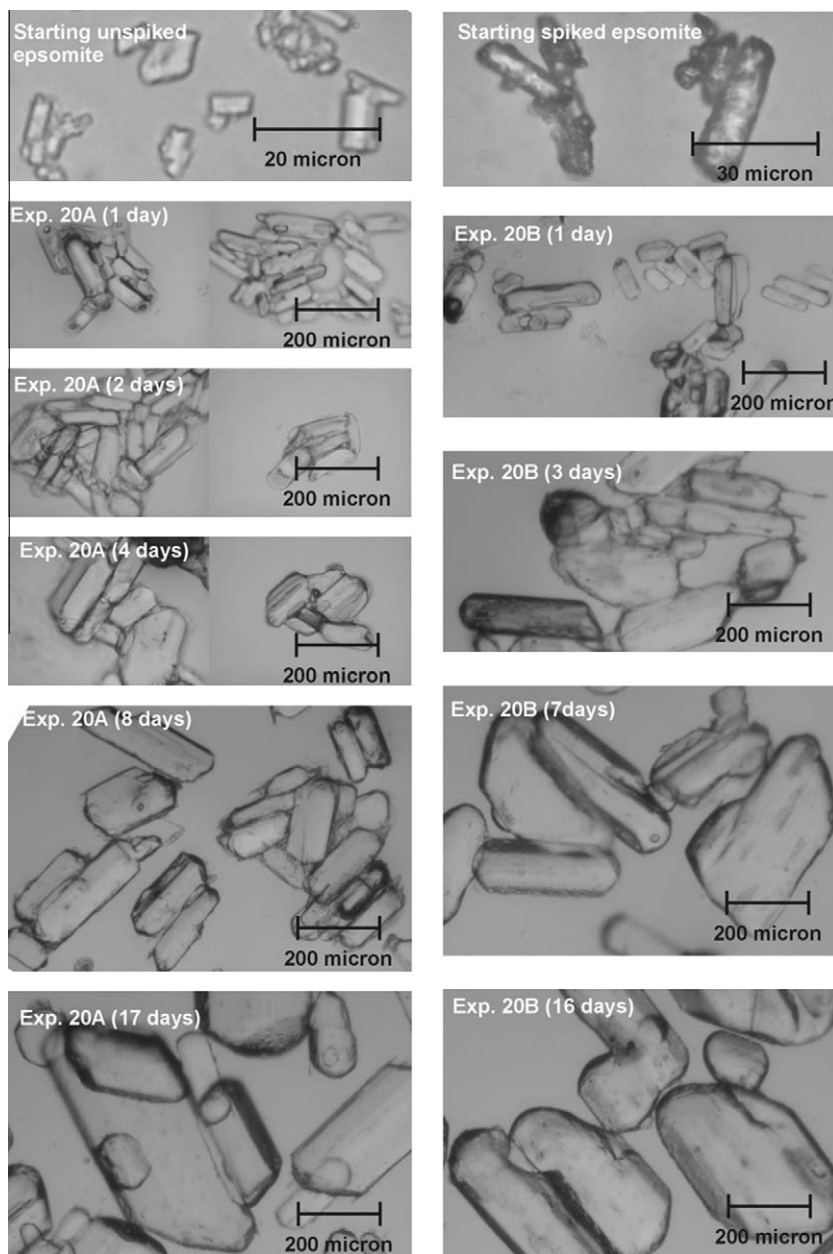 Starting unspiked
epsomite
20 micron
Exp. 20A (1 day)
200 micron
Exp. 20A (2 days)
200 micron
Exp. 20A (4 days)
200 micron
Exp. 20A (8 days)
200 micron
Exp. 20A (17 days)
200 micron
Starting spiked epsomite
30 micron
Exp. 20B (1 day)
200 micron
Exp. 20B (3 days)
200 micron
Exp. 20B (7days)
200 micron
Exp. 20B (16 days)
200 micron